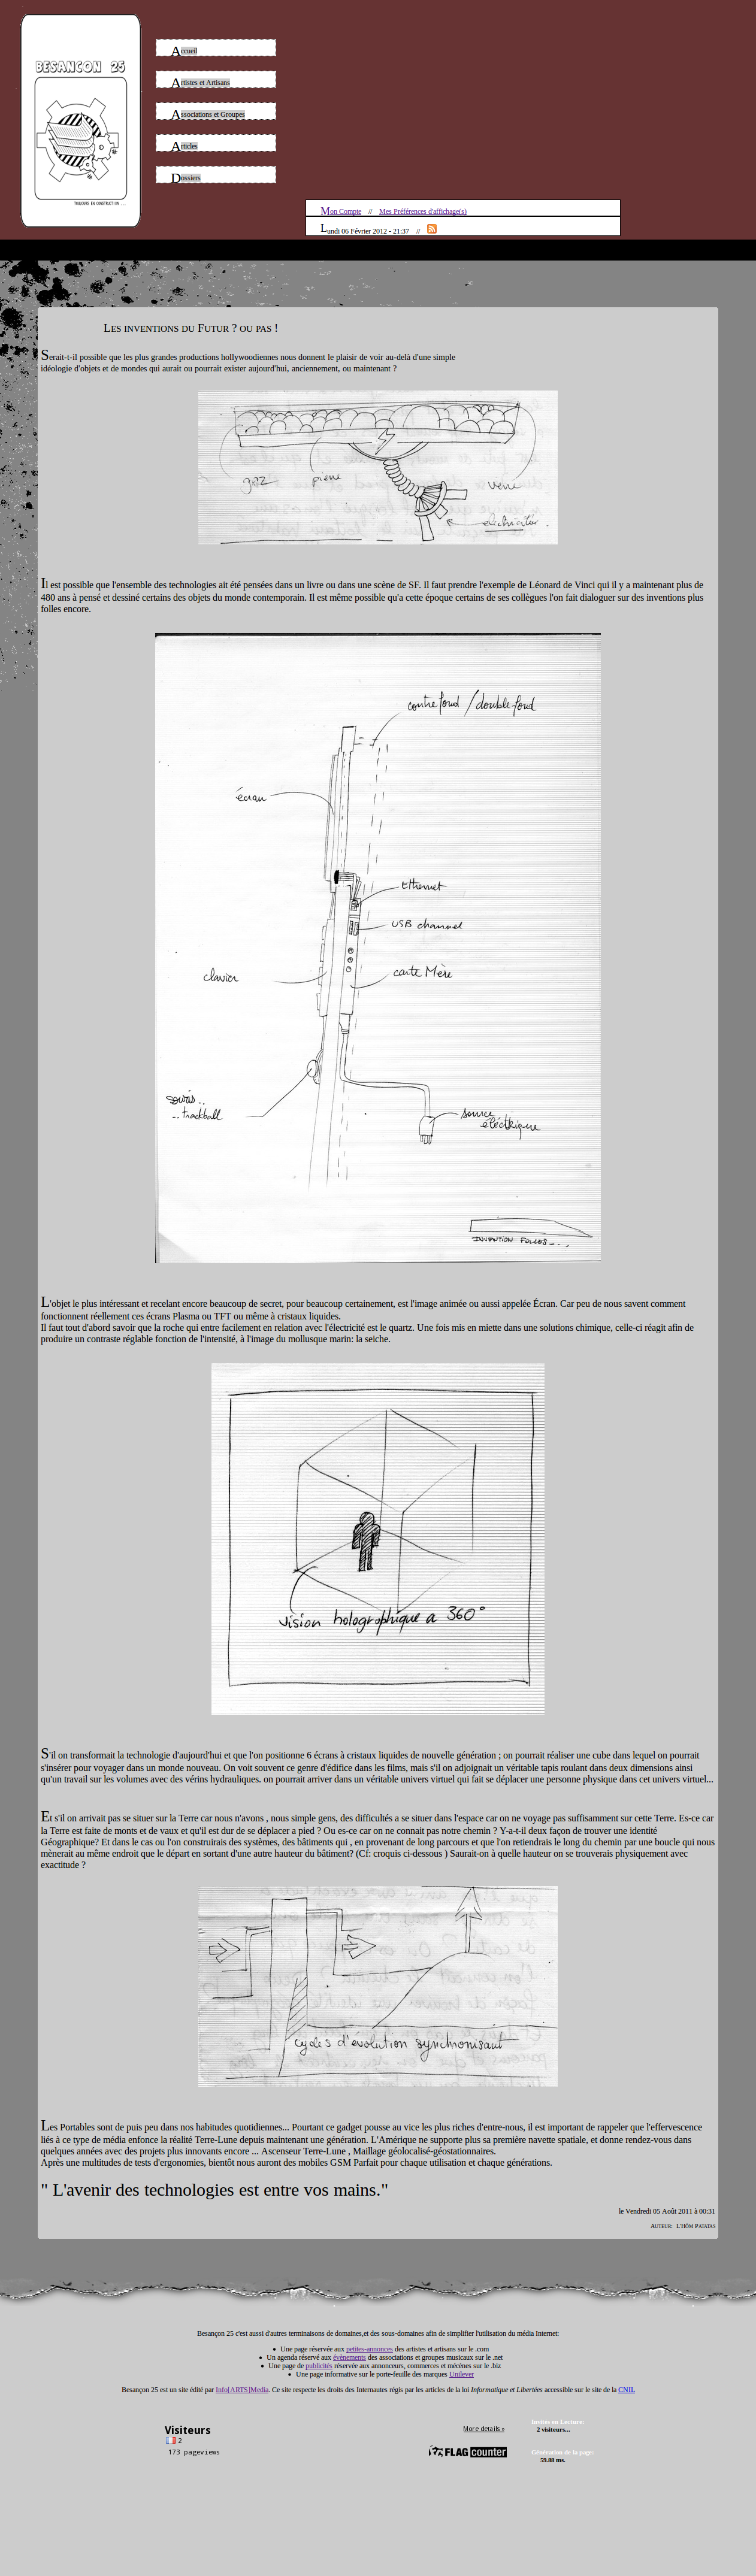 BESANCON 25
TOUJOURS EN CONSTRUCTION ....
Accueil
Artistes et Artisans
Associations et Groupes
Articles
Dossiers
Mon Compte // Mes Préférences d'affichage(s)
Lundi 06 Février 2012 - 21:37 //
Les inventions du Futur ? ou pas !
Serait-t-il possible que les plus grandes productions hollywoodiennes nous donnent le plaisir de voir au-delà d'une simple
idéologie d'objets et de mondes qui aurait ou pourrait exister aujourd'hui, anciennement, ou maintenant ?
gaz pierre verre
électricité
Il est possible que l'ensemble des technologies ait été pensées dans un livre ou dans une scène de SF. Il faut prendre l'exemple de Léonard de Vinci qui il y a maintenant plus de
480 ans à pensé et dessiné certains des objets du monde contemporain. Il est même possible qu'a cette époque certains de ses collègues l'on fait dialoguer sur des inventions plus
folles encore.
contre fond / double-fond
écran
Ethernet
USB channel
clavier
carte Mère
souris..
..trackball
source
éléctrique
INVENTION FOLLES....
L'objet le plus intéressant et recelant encore beaucoup de secret, pour beaucoup certainement, est l'image animée ou aussi appelée Écran. Car peu de nous savent comment
fonctionnent réellement ces écrans Plasma ou TFT ou même à cristaux liquides.
Il faut tout d'abord savoir que la roche qui entre facilement en relation avec l'électricité est le quartz. Une fois mis en miette dans une solutions chimique, celle-ci réagit afin de
produire un contraste réglable fonction de l'intensité, à l'image du mollusque marin: la seiche.
vision holographique a 360°
S'il on transformait la technologie d'aujourd'hui et que l'on positionne 6 écrans à cristaux liquides de nouvelle génération ; on pourrait réaliser une cube dans lequel on pourrait
s'insérer pour voyager dans un monde nouveau. On voit souvent ce genre d'édifice dans les films, mais s'il on adjoignait un véritable tapis roulant dans deux dimensions ainsi
qu'un travail sur les volumes avec des vérins hydrauliques. on pourrait arriver dans un véritable univers virtuel qui fait se déplacer une personne physique dans cet univers virtuel...
Et s'il on arrivait pas se situer sur la Terre car nous n'avons , nous simple gens, des difficultés a se situer dans l'espace car on ne voyage pas suffisamment sur cette Terre. Es-ce car
la Terre est faite de monts et de vaux et qu'il est dur de se déplacer a pied ? Ou es-ce car on ne connait pas notre chemin ? Y-a-t-il deux façon de trouver une identité
Géographique? Et dans le cas ou l'on construirais des systèmes, des bâtiments qui , en provenant de long parcours et que l'on retiendrais le long du chemin par une boucle qui nous
mènerait au même endroit que le départ en sortant d'une autre hauteur du bâtiment? (Cf: croquis ci-dessous ) Saurait-on à quelle hauteur on se trouverais physiquement avec
exactitude ?
cycles d'évolution synchronisant
Les Portables sont de puis peu dans nos habitudes quotidiennes... Pourtant ce gadget pousse au vice les plus riches d'entre-nous, il est important de rappeler que l'effervescence
liés à ce type de média enfonce la réalité Terre-Lune depuis maintenant une génération. L'Amérique ne supporte plus sa première navette spatiale, et donne rendez-vous dans
quelques années avec des projets plus innovants encore ... Ascenseur Terre-Lune , Maillage géolocalisé-géostationnaires.
Après une multitudes de tests d'ergonomies, bientôt nous auront des mobiles GSM Parfait pour chaque utilisation et chaque générations.
" L'avenir des technologies est entre vos mains."
le Vendredi 05 Août 2011 à 00:31
Auteur: L'Hôm Patatas
Besançon 25 c'est aussi d'autres terminaisons de domaines,et des sous-domaines afin de simplifier l'utilisation du média Internet:
Une page réservée aux petites-annonces des artistes et artisans sur le .com
Un agenda réservé aux événements des associations et groupes musicaux sur le .net
Une page de publicités réservée aux annonceurs, commerces et mécènes sur le .biz
Une page informative sur le porte-feuille des marques Unilever
Besançon 25 est un site édité par Info[ARTS]Media. Ce site respecte les droits des Internautes régis par les articles de la loi Informatique et Libertées accessible sur le site de la CNIL
Visiteurs
2
173 pageviews
More details »
FLAG counter
Invités en Lecture:
2 visiteurs...
Génération de la page:
59.88 ms.